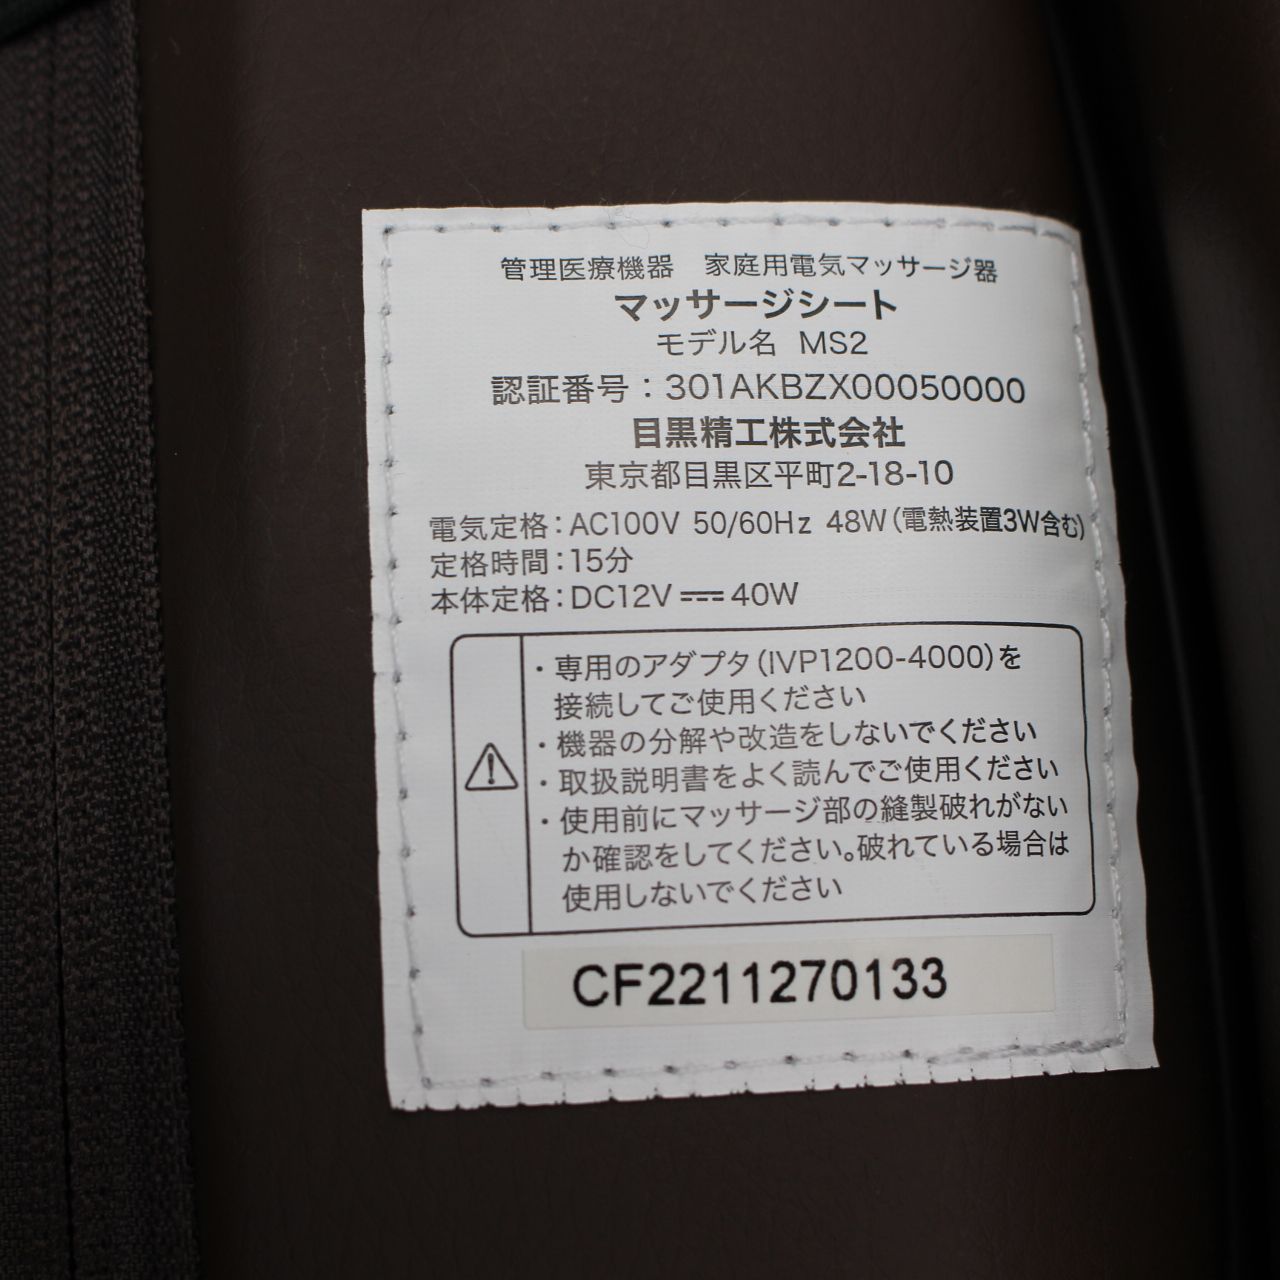 管理医療機器　家庭用電気マッサージ器
マッサージシート
モデル名 MS2
認証番号：301AKBZX00050000
目黒精工株式会社
東京都目黒区平町2-18-10
電気定格：AC100V 50/60Hz 48W(電熱装置3W含む)
定格時間：15分
本体定格：DC12V ⎓ 40W
・専用のアダプタ(IVP1200-4000)を
接続してご使用ください
・機器の分解や改造をしないでください
・取扱説明書をよく読んでご使用ください
・使用前にマッサージ部の縫製破れがない
か確認をしてください。破れている場合は
使用しないでください
CF2211270133